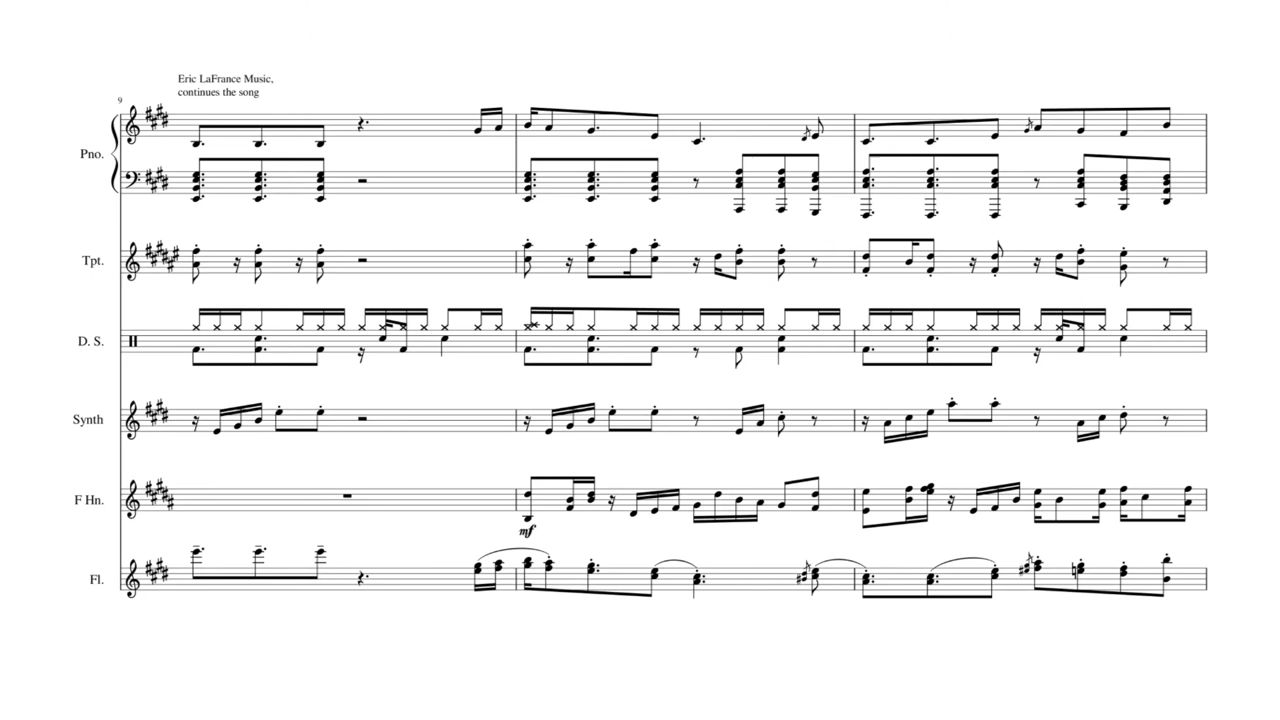 Eric LaFrance Music,
continues the song
9
Pno.
Tpt.
D. S.
Synth
F Hn.
mf
Fl.